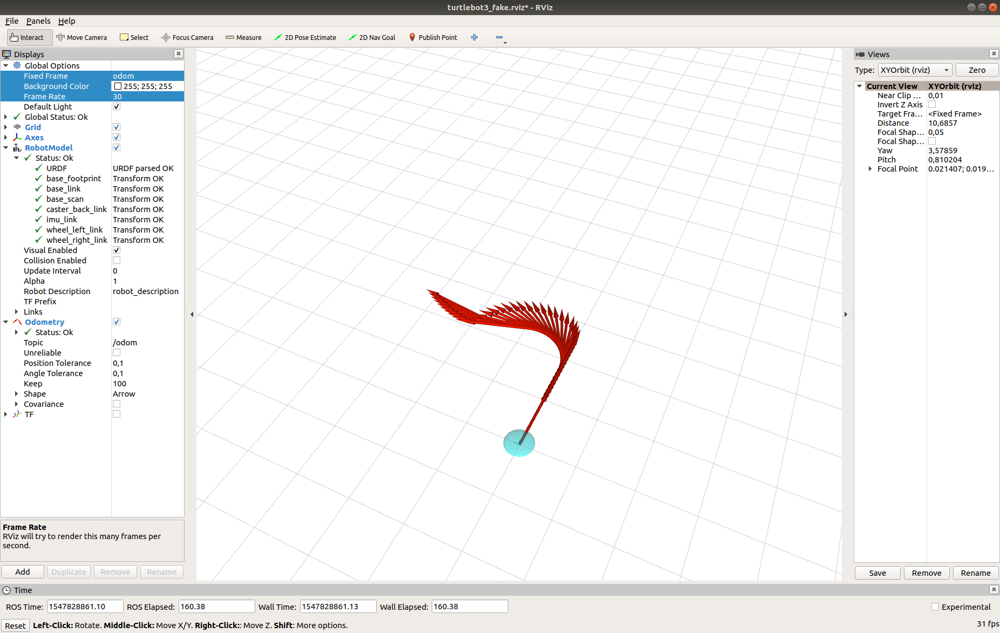 turtlebot3_fake.rviz* - RViz
File Panels Help
Interact Move Camera Select Focus Camera Measure 2D Pose Estimate 2D Nav Goal Publish Point
Displays
Global Options
Fixed Frame odom
Background Color 255; 255; 255
Frame Rate 30
Default Light
Global Status: Ok
Grid
Axes
RobotModel
Status: Ok
URDF URDF parsed OK
base_footprint Transform OK
base_link Transform OK
base_scan Transform OK
caster_back_link Transform OK
imu_link Transform OK
wheel_left_link Transform OK
wheel_right_link Transform OK
Visual Enabled
Collision Enabled
Update Interval 0
Alpha 1
Robot Description robot_description
TF Prefix
Links
Odometry
Status: Ok
Topic /odom
Unreliable
Position Tolerance 0,1
Angle Tolerance 0,1
Keep 100
Shape Arrow
Covariance
TF
Frame Rate
RViz will try to render this many frames per
second.
Add Duplicate Remove Rename
Views
Type: XYOrbit (rviz) Zero
Current View XYOrbit (rviz)
Near Clip ... 0,01
Invert Z Axis
Target Fra... <Fixed Frame>
Distance 10,6857
Focal Shap... 0,05
Focal Shap...
Yaw 3,57859
Pitch 0,810204
Focal Point 0.021407; 0.019...
Save Remove Rename
Time
ROS Time: 1547828861.10 ROS Elapsed: 160.38 Wall Time: 1547828861.13 Wall Elapsed: 160.38 Experimental
Reset Left-Click: Rotate. Middle-Click: Move X/Y. Right-Click:: Move Z. Shift: More options. 31 fps